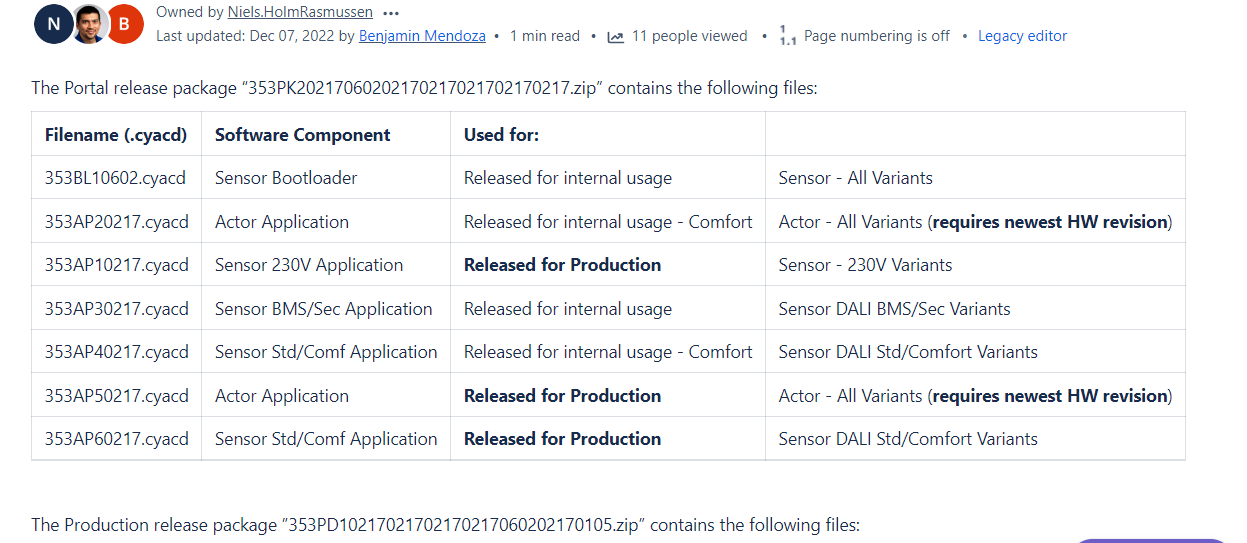 Owned by Niels.HolmRasmussen •••
N B
Last updated: Dec 07, 2022 by Benjamin Mendoza • 1 min read • 11 people viewed • 1 1.1 Page numbering is off • Legacy editor
The Portal release package “353PK20217060202170217021702170217.zip” contains the following files:
Filename (.cyacd) Software Component Used for:
353BL10602.cyacd Sensor Bootloader Released for internal usage Sensor - All Variants
353AP20217.cyacd Actor Application Released for internal usage - Comfort Actor - All Variants (requires newest HW revision)
353AP10217.cyacd Sensor 230V Application Released for Production Sensor - 230V Variants
353AP30217.cyacd Sensor BMS/Sec Application Released for internal usage Sensor DALI BMS/Sec Variants
353AP40217.cyacd Sensor Std/Comf Application Released for internal usage - Comfort Sensor DALI Std/Comfort Variants
353AP50217.cyacd Actor Application Released for Production Actor - All Variants (requires newest HW revision)
353AP60217.cyacd Sensor Std/Comf Application Released for Production Sensor DALI Std/Comfort Variants
The Production release package ”353PD10217021702170217060202170105.zip” contains the following files: